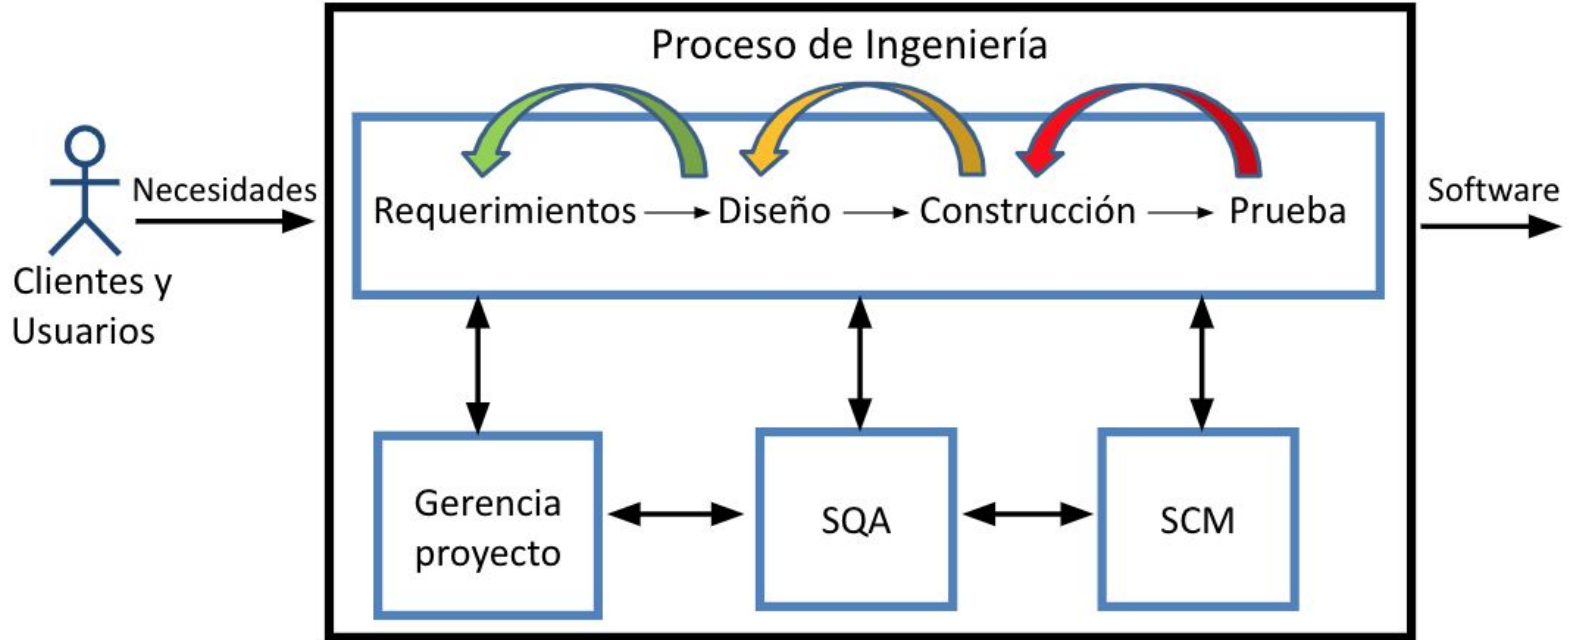 Proceso de Ingeniería
Necesidades
Clientes y
Usuarios
Requerimientos
Diseño
Construcción
Prueba
Software
Gerencia
proyecto
SQA
SCM